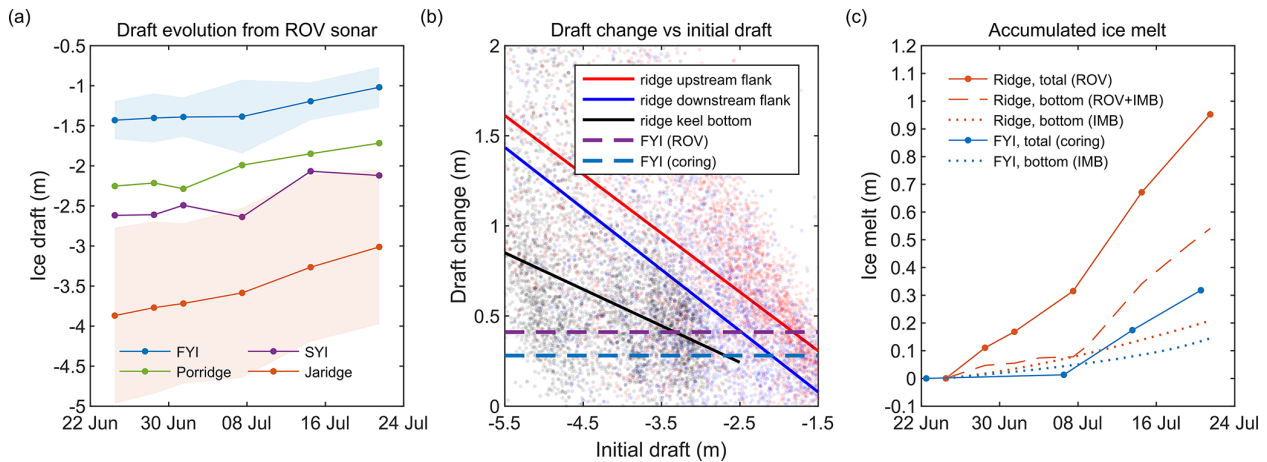 (a)
Draft evolution from ROV sonar
Ice draft (m)
-0.5
-1
-1.5
-2
-2.5
-3
-3.5
-4
-4.5
-5
22 Jun
30 Jun
08 Jul
16 Jul
24 Jul
FYI
SYI
Porridge
Jaridge
(b)
Draft change vs initial draft
Draft change (m)
2
1.5
1
0.5
0
-5.5
-4.5
-3.5
-2.5
-1.5
Initial draft (m)
ridge upstream flank
ridge downstream flank
ridge keel bottom
FYI (ROV)
FYI (coring)
(c)
Accumulated ice melt
Ice melt (m)
1.2
1.1
1
0.9
0.8
0.7
0.6
0.5
0.4
0.3
0.2
0.1
0
-0.1
22 Jun
30 Jun
08 Jul
16 Jul
24 Jul
Ridge, total (ROV)
Ridge, bottom (ROV+IMB)
Ridge, bottom (IMB)
FYI, total (coring)
FYI, bottom (IMB)